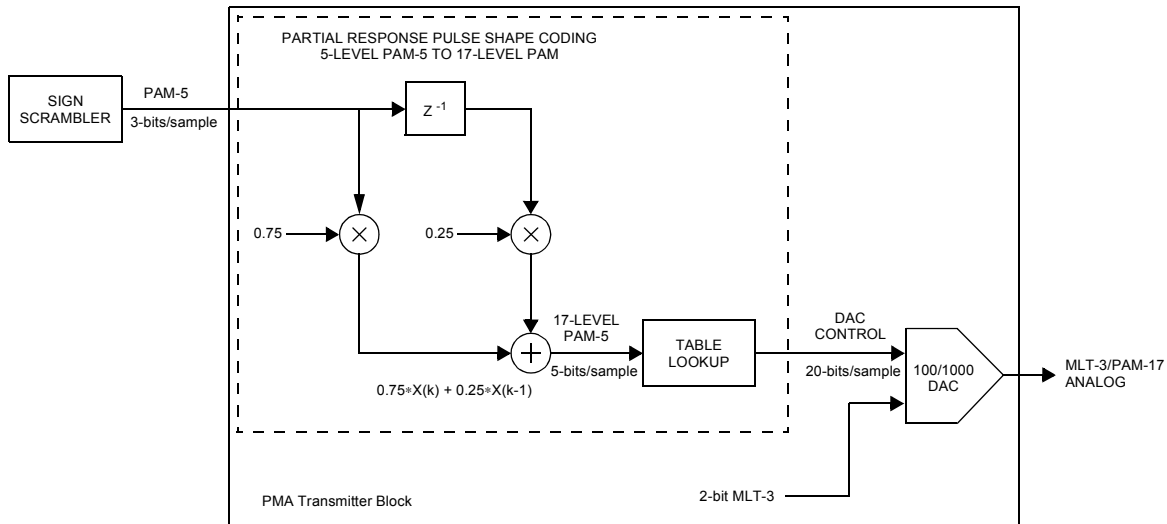 PARTIAL RESPONSE PULSE SHAPE CODING
5-LEVEL PAM-5 TO 17-LEVEL PAM
SIGN
SCRAMBLER
PAM-5
3-bits/sample
Z -1
0.75
×
0.25
×
+
0.75*X(k) + 0.25*X(k-1)
17-LEVEL
PAM-5
5-bits/sample
TABLE
LOOKUP
DAC
CONTROL
20-bits/sample
100/1000
DAC
MLT-3/PAM-17
ANALOG
2-bit MLT-3
PMA Transmitter Block